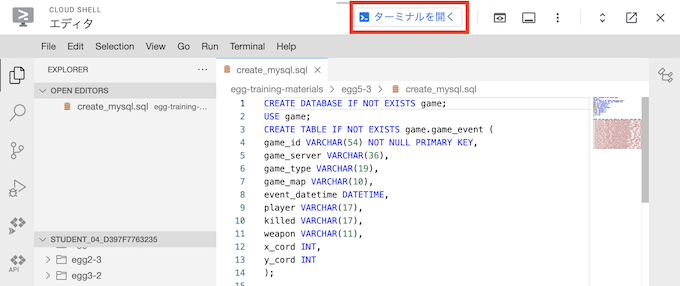 CLOUD SHELL
エディタ
ターミナルを開く
File Edit Selection View Go Run Terminal Help
EXPLORER
OPEN EDITORS
create_mysql.sql egg-training-...
STUDENT_04_D397F7763235
egg2-3
egg3-2
API
create_mysql.sql
egg-training-materials > egg5-3 > create_mysql.sql
1 CREATE DATABASE IF NOT EXISTS game;
2 USE game;
3 CREATE TABLE IF NOT EXISTS game.game_event (
4 game_id VARCHAR(54) NOT NULL PRIMARY KEY,
5 game_server VARCHAR(36),
6 game_type VARCHAR(19),
7 game_map VARCHAR(10),
8 event_datetime DATETIME,
9 player VARCHAR(17),
10 killed VARCHAR(17),
11 weapon VARCHAR(11),
12 x_cord INT,
13 y_cord INT
14 );
15